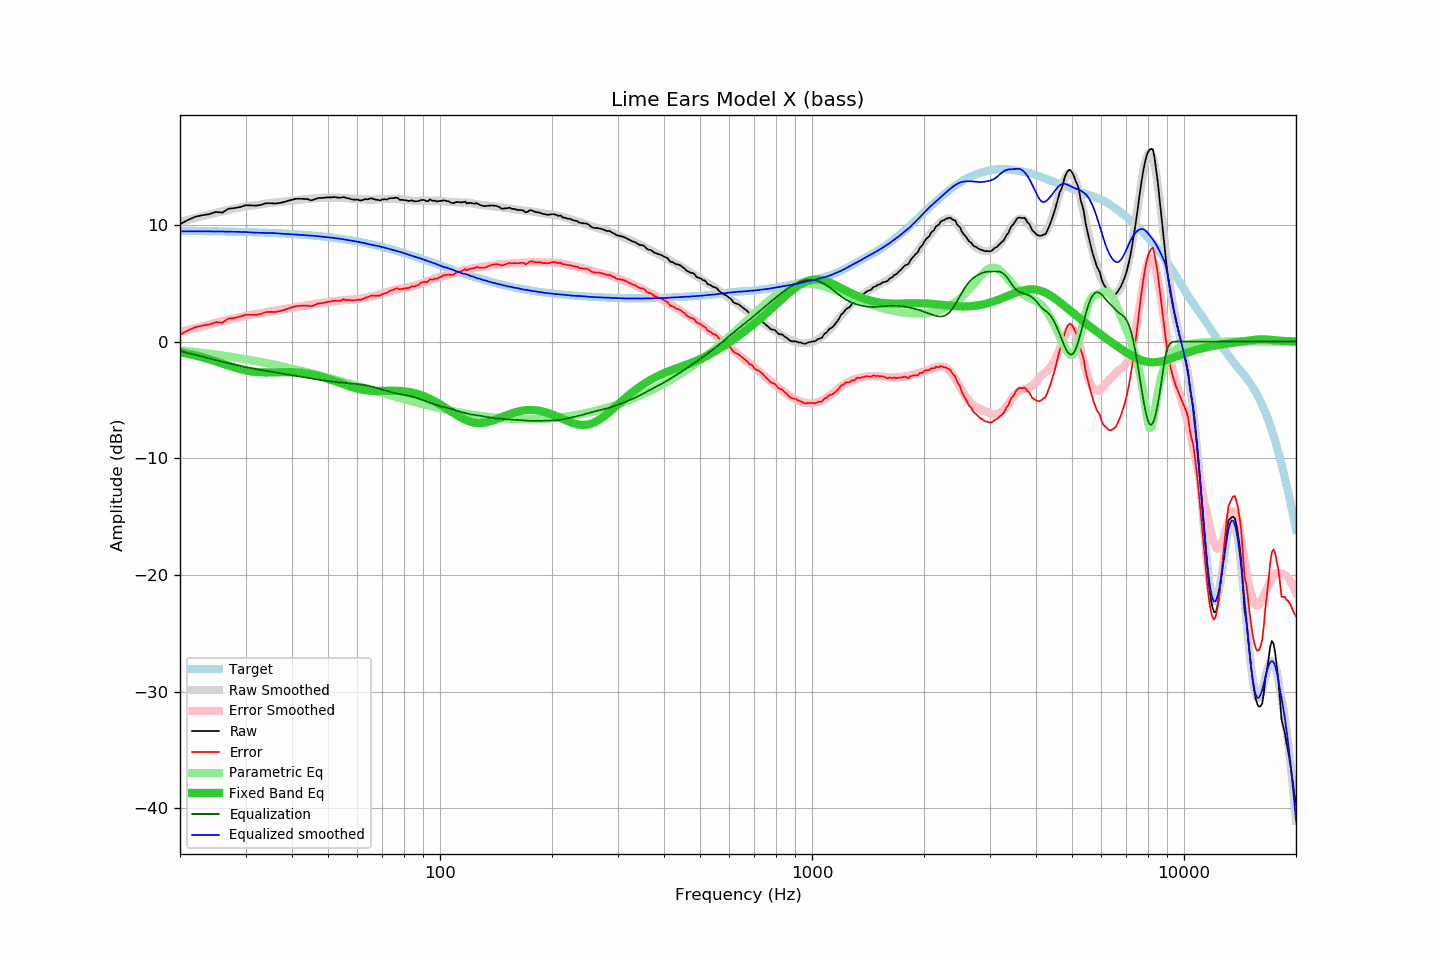 Lime Ears Model X (bass)
Amplitude (dBr)
10
0
−10
−20
−30
−40
Target
Raw Smoothed
Error Smoothed
Raw
Error
Parametric Eq
Fixed Band Eq
Equalization
Equalized smoothed
100 1000 10000
Frequency (Hz)